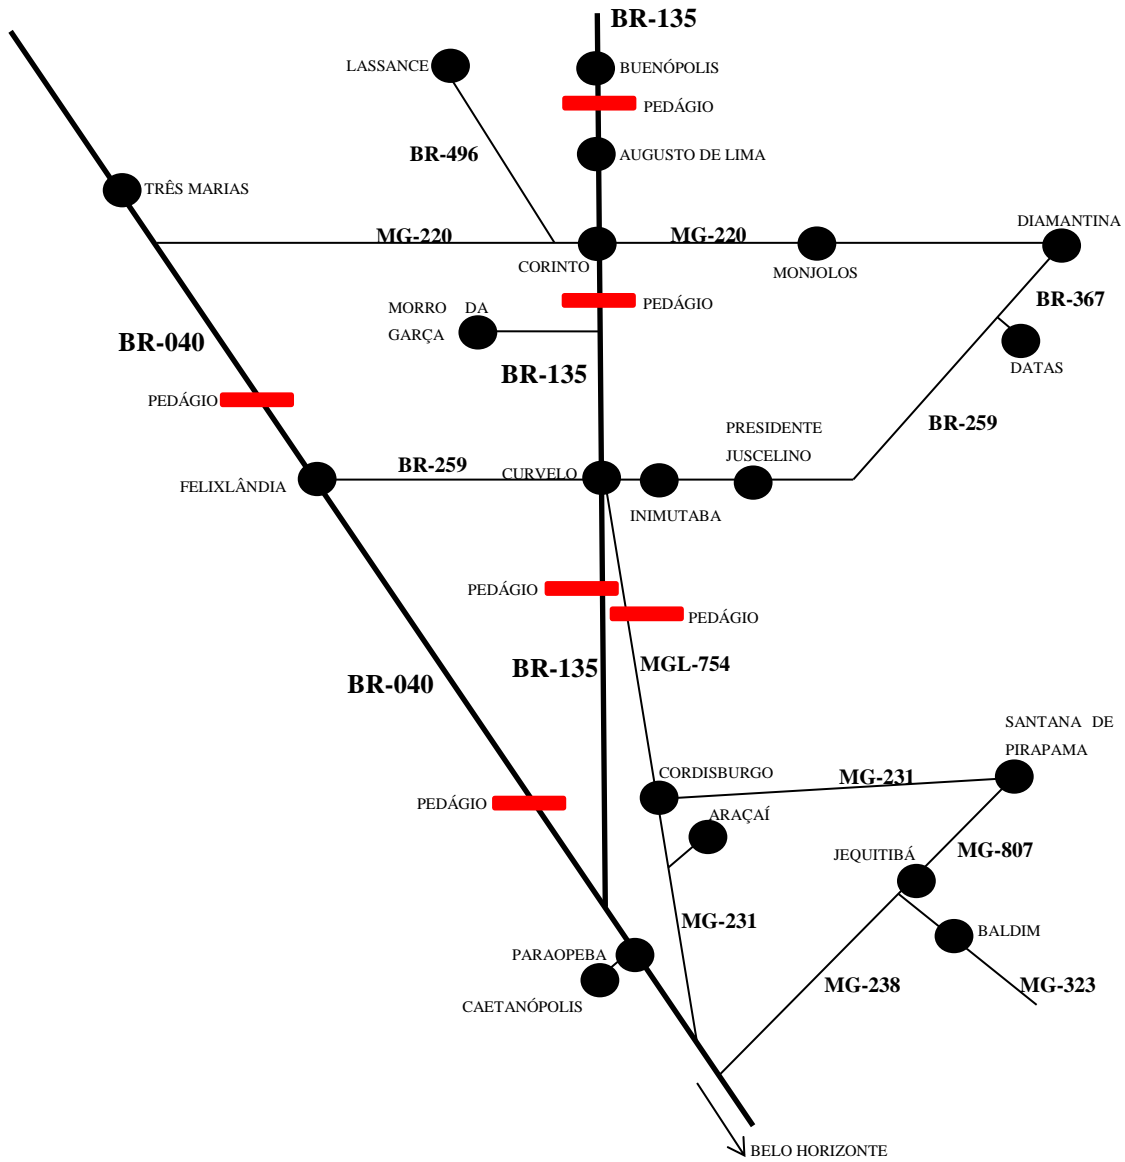 BR-135
LASSANCE
BUENÓPOLIS
PEDÁGIO
BR-496
AUGUSTO DE LIMA
TRÊS MARIAS
DIAMANTINA
MG-220
MG-220
CORINTO
MONJOLOS
BR-367
MORRO DA
GARÇA
PEDÁGIO
BR-040
BR-135
DATAS
PEDÁGIO
BR-259
PRESIDENTE
JUSCELINO
BR-259
CURVELO
FELIXLÂNDIA
INIMUTABA
PEDÁGIO
PEDÁGIO
MGL-754
BR-135
BR-040
SANTANA DE
PIRAPAMA
CORDISBURGO
MG-231
PEDÁGIO
ARAÇAÍ
JEQUITIBÁ
MG-807
MG-231
BALDIM
PARAOPEBA
MG-238
MG-323
CAETANÓPOLIS
BELO HORIZONTE